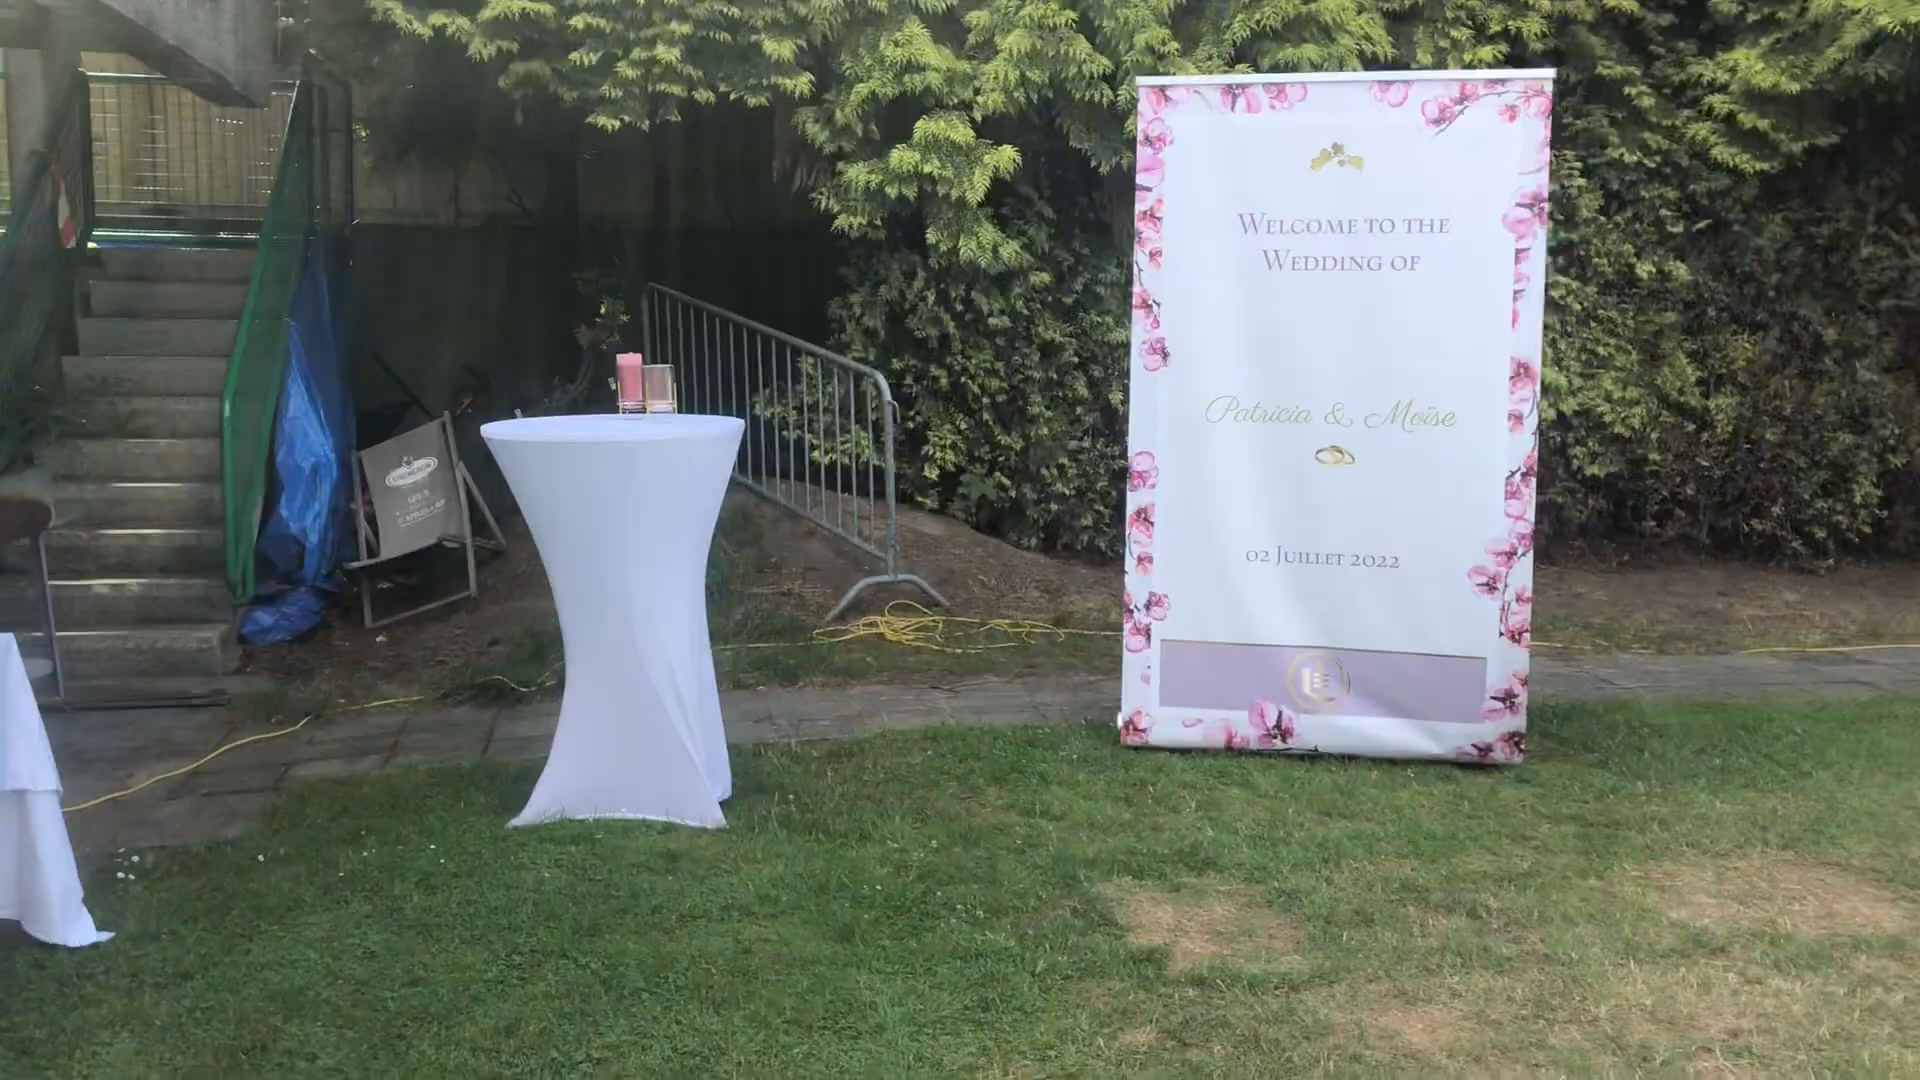 Welcome to the
Wedding of
Patricia & Moïse
02 Juillet 2022